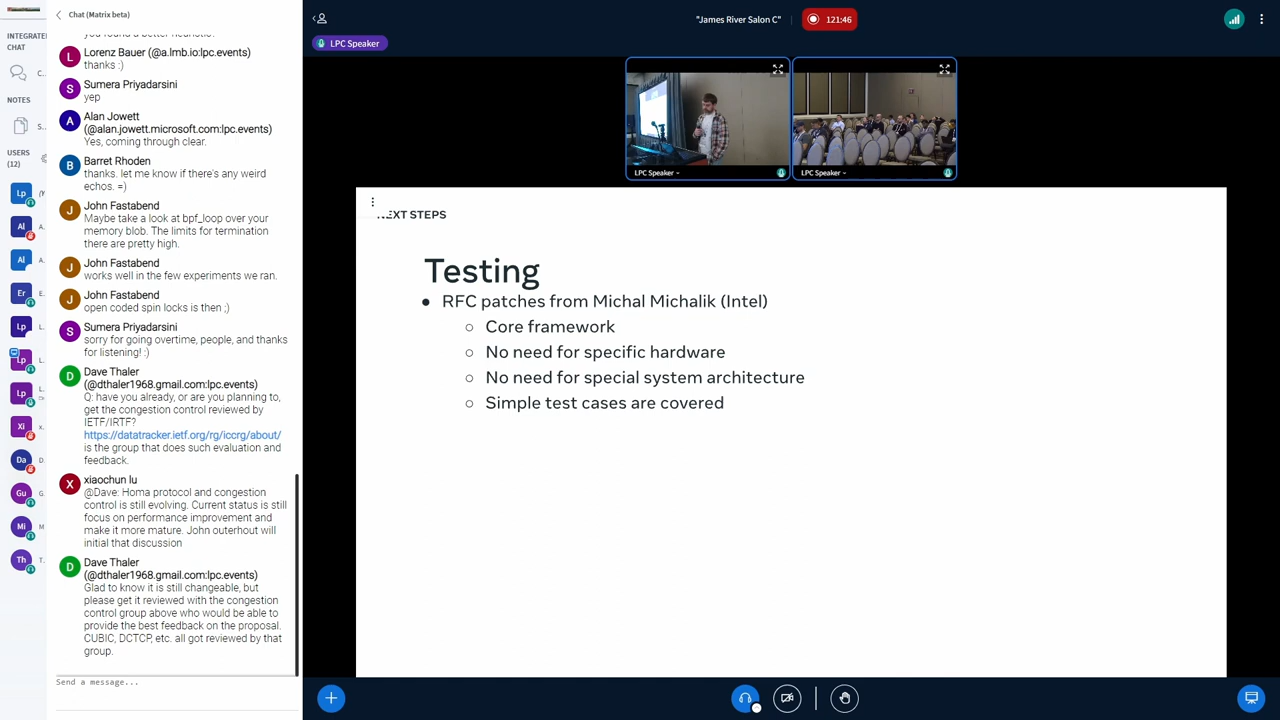 Chat (Matrix beta)
you found a better heuristic?
INTEGRATE
CHAT
C.
NOTES
S..
USERS
(12)
Lorenz Bauer (@a.lmb.io:lpc.events)
thanks :)
Sumera Priyadarsini
yep
Alan Jowett
(@alan.jowett.microsoft.com:lpc.events)
Yes, coming through clear.
Barret Rhoden
thanks. let me know if there's any weird
echos. =)
John Fastabend
Maybe take a look at bpf_loop over your
memory blob. The limits for termination
there are pretty high.
John Fastabend
works well in the few experiments we ran.
John Fastabend
open coded spin locks is then ;)
Sumera Priyadarsini
sorry for going overtime, people, and thanks
for listening! :)
Dave Thaler
(@dthaler1968.gmail.com:lpc.events)
Q: have you already, or are you planning to,
get the congestion control reviewed by
IETF/IRTF?
https://datatracker.ietf.org/rg/iccrg/about/
is the group that does such evaluation and
feedback.
xiaochun lu
@Dave: Homa protocol and congestion
control is still evolving. Current status is still
focus on performance improvement and
make it more mature. John outerhout will
initial that discussion
Dave Thaler
(@dthaler1968.gmail.com:lpc.events)
Glad to know it is still changeable, but
please get it reviewed with the congestion
control group above who would be able to
provide the best feedback on the proposal.
CUBIC, DCTCP, etc. all got reviewed by that
group.
Send a message...
"James River Salon C"
121:46
LPC Speaker
LPC Speaker
LPC Speaker
NEXT STEPS
Testing
● RFC patches from Michal Michalik (Intel)
○ Core framework
○ No need for specific hardware
○ No need for special system architecture
○ Simple test cases are covered